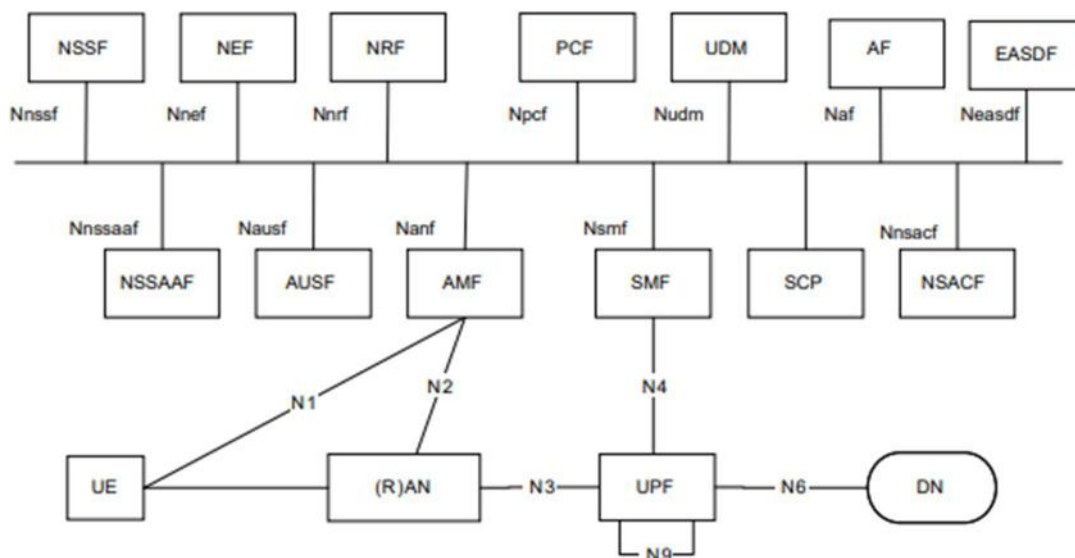 NSSF
NEF
NRF
PCF
UDM
AF
EASDF
Nnssf
Nnef
Nnrf
Npcf
Nudm
Naf
Neasdf
Nnssaaf
Nausf
Nanf
Nsmf
Nnsacf
NSSAAF
AUSF
AMF
SMF
SCP
NSACF
N1
N2
N4
UE
(R)AN
N3
UPF
N6
DN
N9